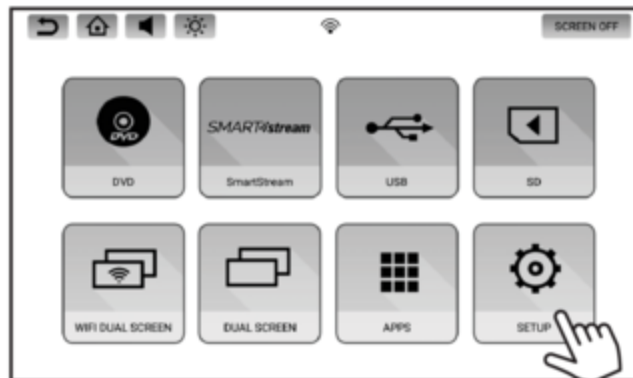 SCREEN OFF
DVD
SMART stream
DVD SmartStream USB SD
WIFI DUAL SCREEN DUAL SCREEN APPS SETUP